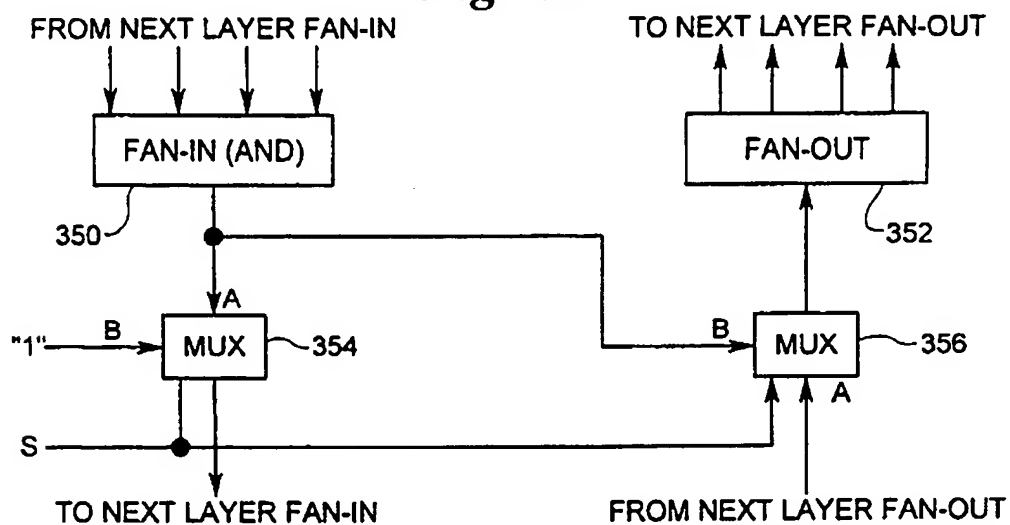 FROM NEXT LAYER FAN-IN
TO NEXT LAYER FAN-OUT
FAN-IN (AND)
FAN-OUT
350
352
A
"1"
B
MUX
354
B
MUX
356
A
S
TO NEXT LAYER FAN-IN
FROM NEXT LAYER FAN-OUT